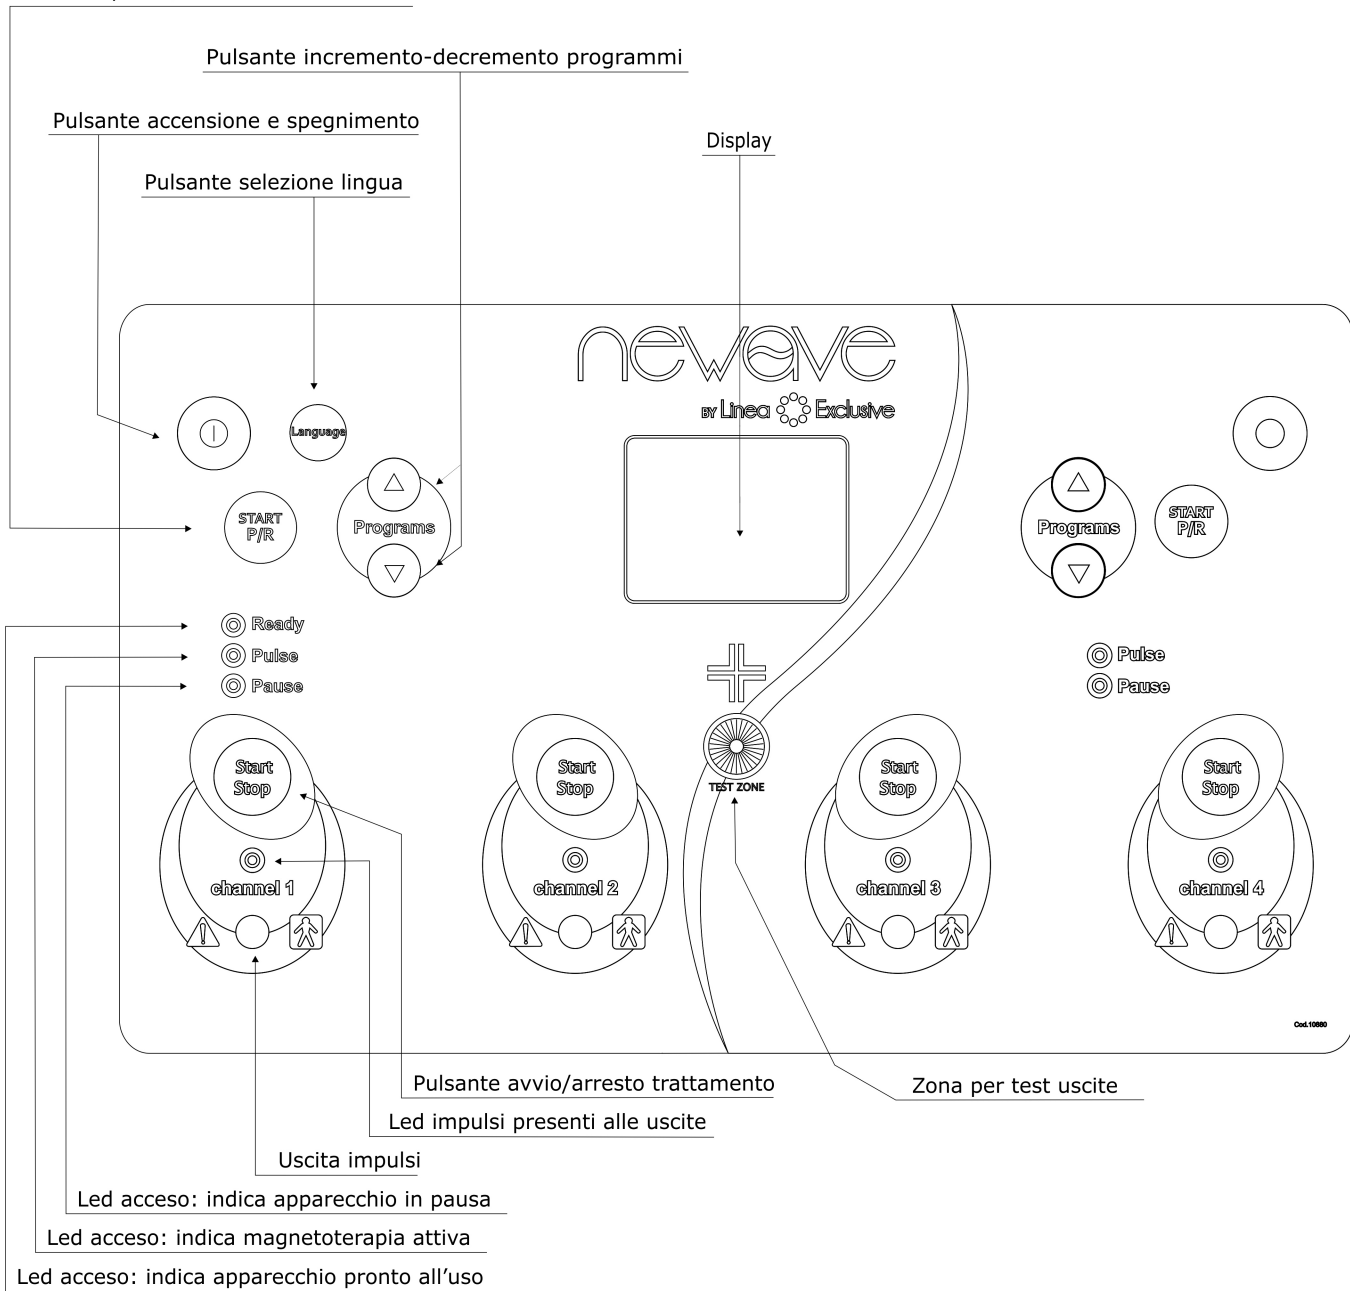 Pulsante incremento-decremento programmi
Pulsante accensione e spegnimento
Display
Pulsante selezione lingua
newave
BY Linea Exclusive
Language
START
P/R
Programs
Programs
START
P/R
Ready
Pulse
Pause
Pulse
Pause
Start
Stop
channel 1
Start
Stop
channel 2
TEST ZONE
Start
Stop
channel 3
Start
Stop
channel 4
Cod.10880
Pulsante avvio/arresto trattamento
Zona per test uscite
Led impulsi presenti alle uscite
Uscita impulsi
Led acceso: indica apparecchio in pausa
Led acceso: indica magnetoterapia attiva
Led acceso: indica apparecchio pronto all'uso